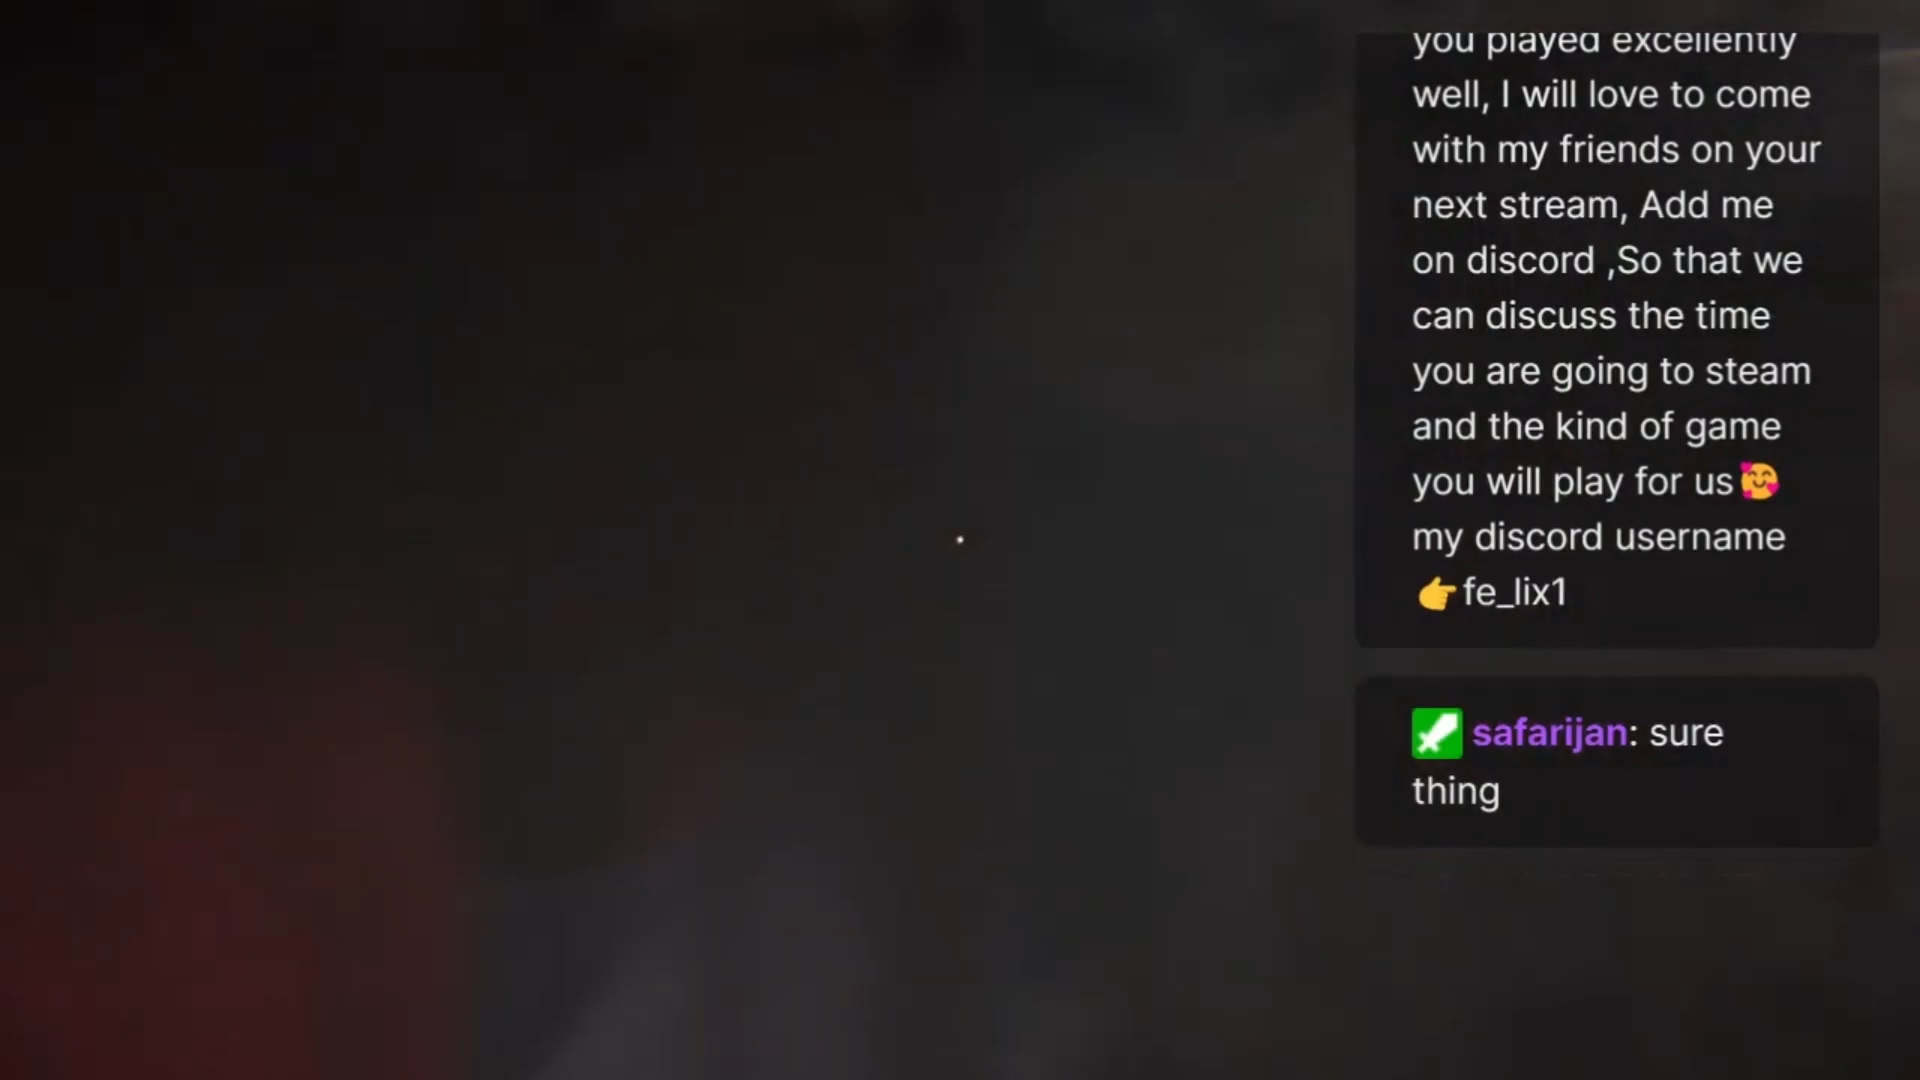 you played excellently
well, I will love to come
with my friends on your
next stream, Add me
on discord ,So that we
can discuss the time
you are going to steam
and the kind of game
you will play for us🥰
my discord username
👉fe_lix1
safarijan: sure
thing